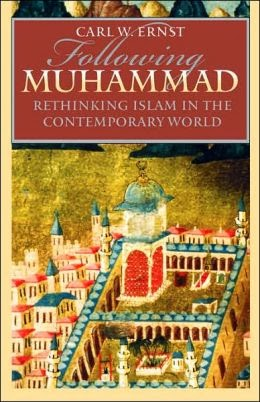 CARL W. ERNST
Following
MUHAMMAD
RETHINKING ISLAM IN THE
CONTEMPORARY WORLD